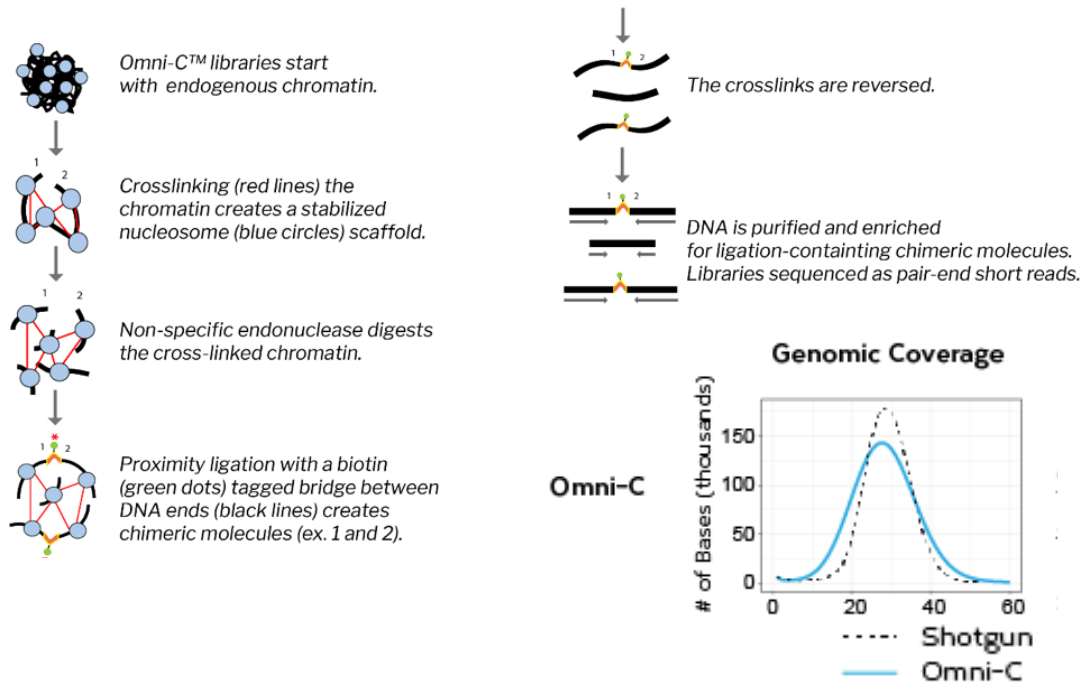 Omni-C™ libraries start
with endogenous chromatin.
1
2
Crosslinking (red lines) the
chromatin creates a stabilized
nucleosome (blue circles) scaffold.
1
2
Non-specific endonuclease digests
the cross-linked chromatin.
*
1 2
Proximity ligation with a biotin
(green dots) tagged bridge between
DNA ends (black lines) creates
chimeric molecules (ex. 1 and 2).
1 2
The crosslinks are reversed.
1 2
DNA is purified and enriched
for ligation-containting chimeric molecules.
Libraries sequenced as pair-end short reads.
Genomic Coverage
Omni-C
# of Bases (thousands)
150
100
50
0
0 20 40 60
Shotgun
Omni-C